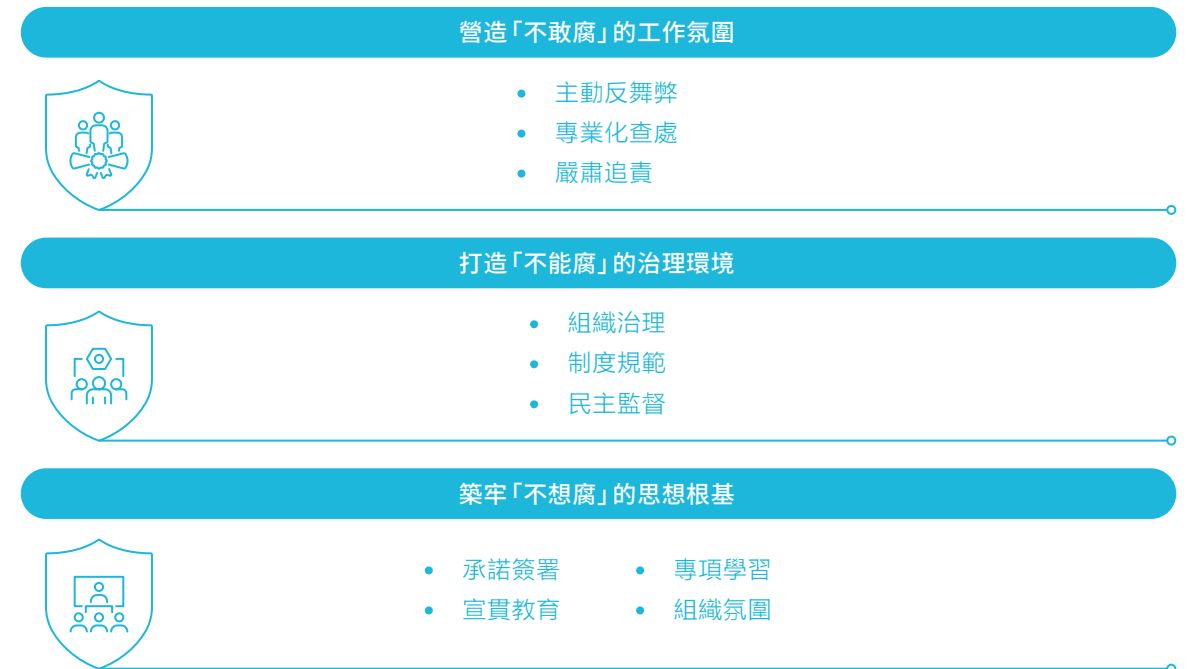 營造「不敢腐」的工作氛圍
• 主動反舞弊
• 專業化查處
• 嚴肅追責
打造「不能腐」的治理環境
• 組織治理
• 制度規範
• 民主監督
築牢「不想腐」的思想根基
• 承諾簽署 • 專項學習
• 宣貫教育 • 組織氛圍